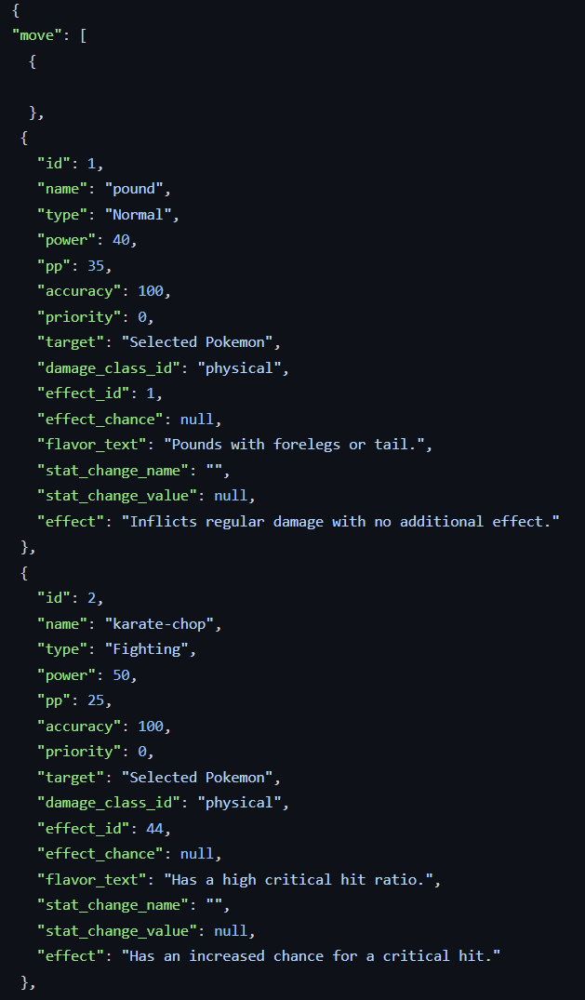 {
"move": [
{
},
{
"id": 1,
"name": "pound",
"type": "Normal",
"power": 40,
"pp": 35,
"accuracy": 100,
"priority": 0,
"target": "Selected Pokemon",
"damage_class_id": "physical",
"effect_id": 1,
"effect_chance": null,
"flavor_text": "Pounds with forelegs or tail.",
"stat_change_name": "",
"stat_change_value": null,
"effect": "Inflicts regular damage with no additional effect."
},
{
"id": 2,
"name": "karate-chop",
"type": "Fighting",
"power": 50,
"pp": 25,
"accuracy": 100,
"priority": 0,
"target": "Selected Pokemon",
"damage_class_id": "physical",
"effect_id": 44,
"effect_chance": null,
"flavor_text": "Has a high critical hit ratio.",
"stat_change_name": "",
"stat_change_value": null,
"effect": "Has an increased chance for a critical hit."
},